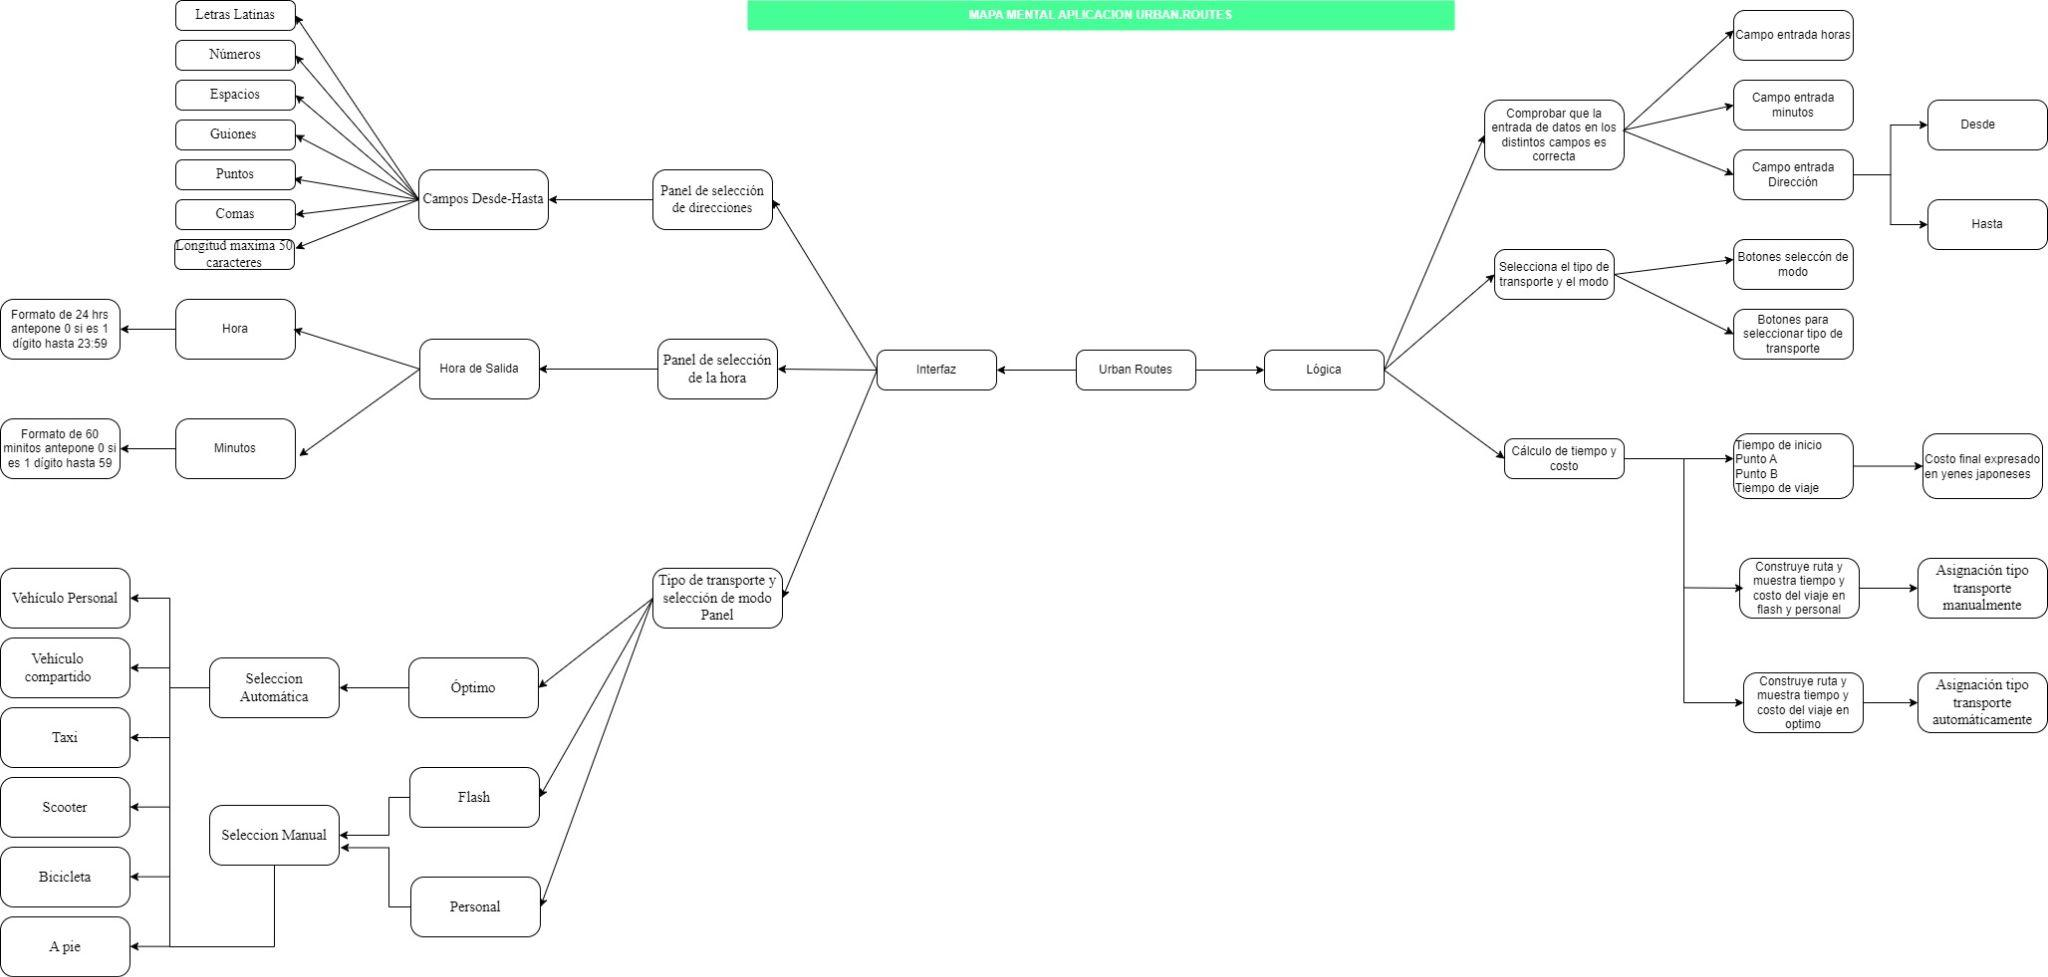 MAPA MENTAL APLICACION URBAN.ROUTES
Letras Latinas
Números
Espacios
Guiones
Puntos
Comas
Longitud maxima 50
caracteres
Campos Desde-Hasta
Panel de selección
de direcciones
Formato de 24 hrs
antepone 0 si es 1
dígito hasta 23:59
Hora
Hora de Salida
Panel de selección
de la hora
Formato de 60
minitos antepone 0 si
es 1 dígito hasta 59
Minutos
Interfaz
Urban Routes
Lógica
Tipo de transporte y
selección de modo
Panel
Vehículo Personal
Vehículo
compartido
Taxi
Scooter
Bicicleta
A pie
Seleccion
Automática
Óptimo
Seleccion Manual
Flash
Personal
Comprobar que la
entrada de datos en los
distintos campos es
correcta
Campo entrada horas
Campo entrada
minutos
Campo entrada
Dirección
Desde
Hasta
Selecciona el tipo de
transporte y el modo
Botones seleccón de
modo
Botones para
seleccionar tipo de
transporte
Cálculo de tiempo y
costo
Tiempo de inicio
Punto A
Punto B
Tiempo de viaje
Costo final expresado
en yenes japoneses
Construye ruta y
muestra tiempo y
costo del viaje en
flash y personal
Asignación tipo
transporte
manualmente
Construye ruta y
muestra tiempo y
costo del viaje en
optimo
Asignación tipo
transporte
automáticamente